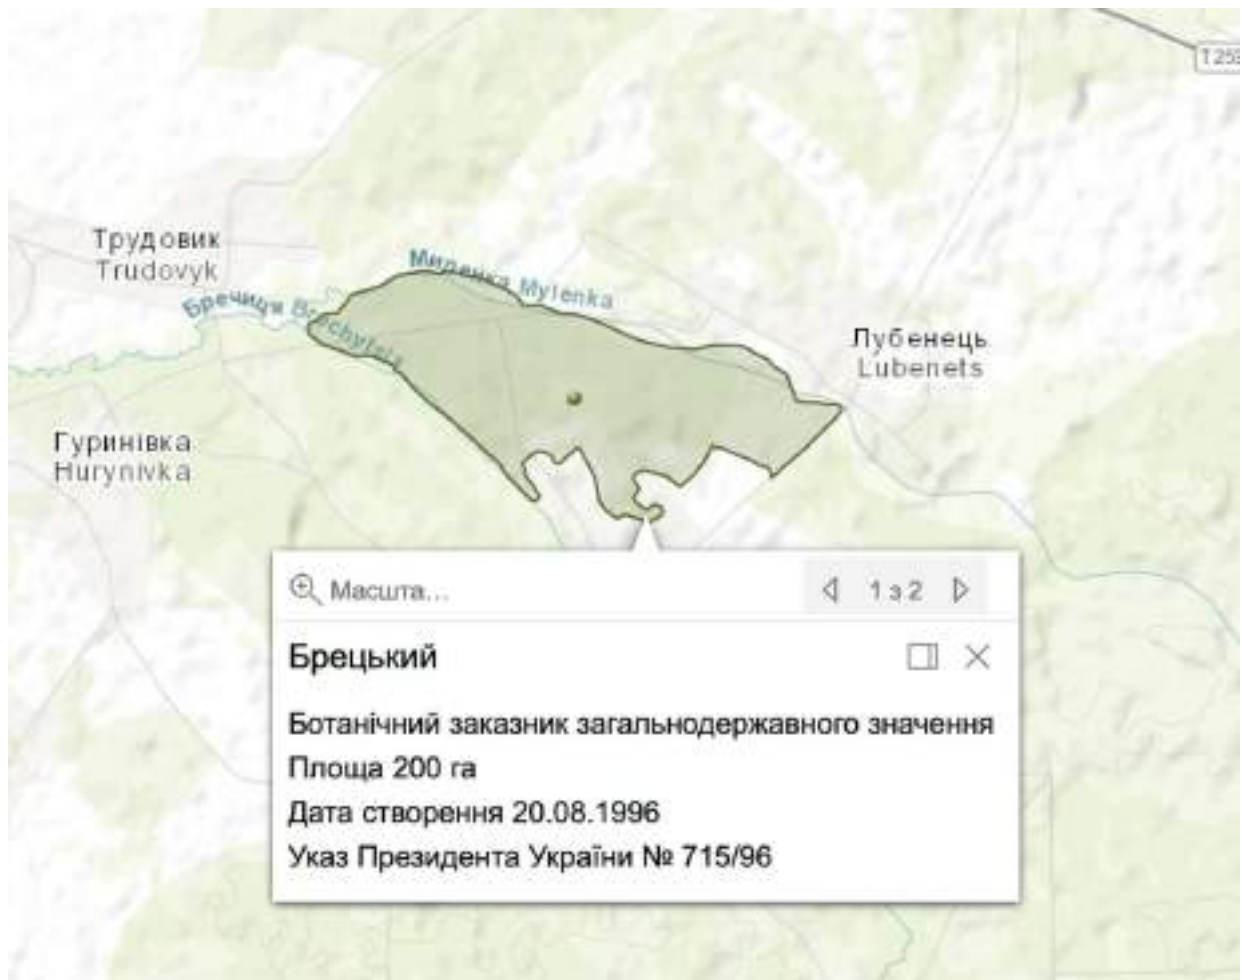 Т 253
Трудовик
Trudovyk
Миленка Mylenka
Бречиця Brechytsia
Лубенець
Lubenets
Гуринівка
Hurynivka
Масшта...
1 з 2
Брецький
Ботанічний заказник загальнодержавного значення
Площа 200 га
Дата створення 20.08.1996
Указ Президента України № 715/96